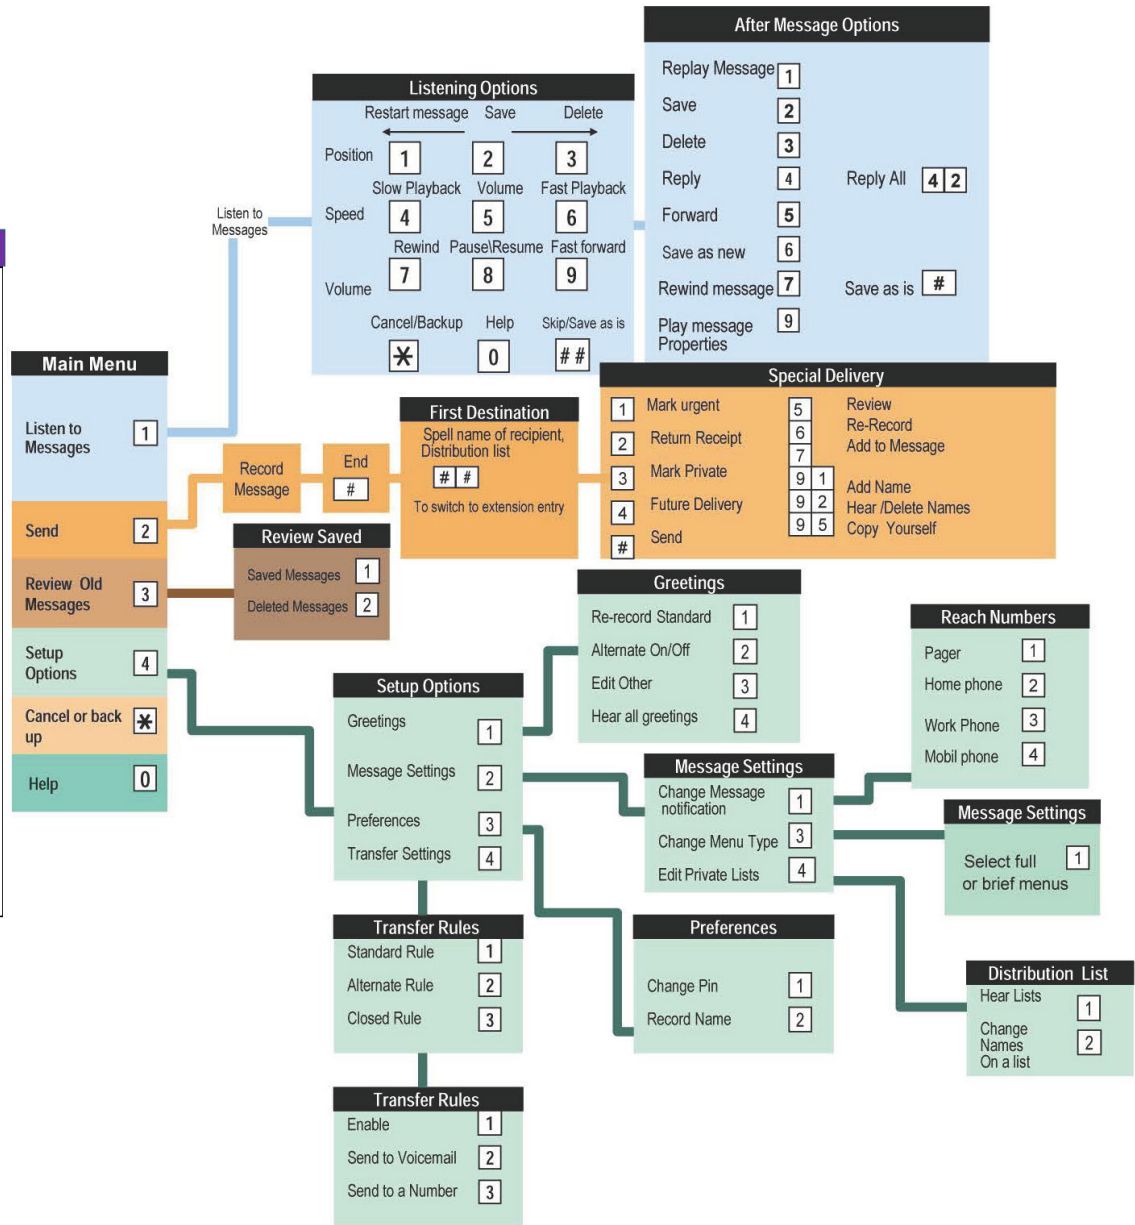 After Message Options
Replay Message 1
Save 2
Delete 3
Reply 4 Reply All 4 2
Forward 5
Save as new 6
Rewind message 7 Save as is #
Play message 9
Properties
Listening Options
Restart message Save Delete
Position 1 2 3
Slow Playback Volume Fast Playback
Speed 4 5 6
Rewind Pause\Resume Fast forward
Volume 7 8 9
Cancel/Backup Help Skip/Save as is
* 0 ##
Listen to
Messages
Main Menu
Listen to
Messages 1
Send 2
Review Old
Messages 3
Setup
Options 4
Cancel or back
up *
Help 0
Record
Message
End
#
First Destination
Spell name of recipient,
Distribution list
# #
To switch to extension entry
Special Delivery
1 Mark urgent
2 Return Receipt
3 Mark Private
4 Future Delivery
# Send
5 Review
6 Re-Record
7 Add to Message
9 1 Add Name
9 2 Hear /Delete Names
9 5 Copy Yourself
Review Saved
Saved Messages 1
Deleted Messages 2
Greetings
Re-record Standard 1
Alternate On/Off 2
Edit Other 3
Hear all greetings 4
Reach Numbers
Pager 1
Home phone 2
Work Phone 3
Mobil phone 4
Setup Options
Greetings 1
Message Settings 2
Preferences 3
Transfer Settings 4
Message Settings
Change Message
notification 1
Change Menu Type 3
Edit Private Lists 4
Message Settings
Select full 1
or brief menus
Transfer Rules
Standard Rule 1
Alternate Rule 2
Closed Rule 3
Preferences
Change Pin 1
Record Name 2
Distribution List
Hear Lists 1
Change
Names 2
On a list
Transfer Rules
Enable 1
Send to Voicemail 2
Send to a Number 3